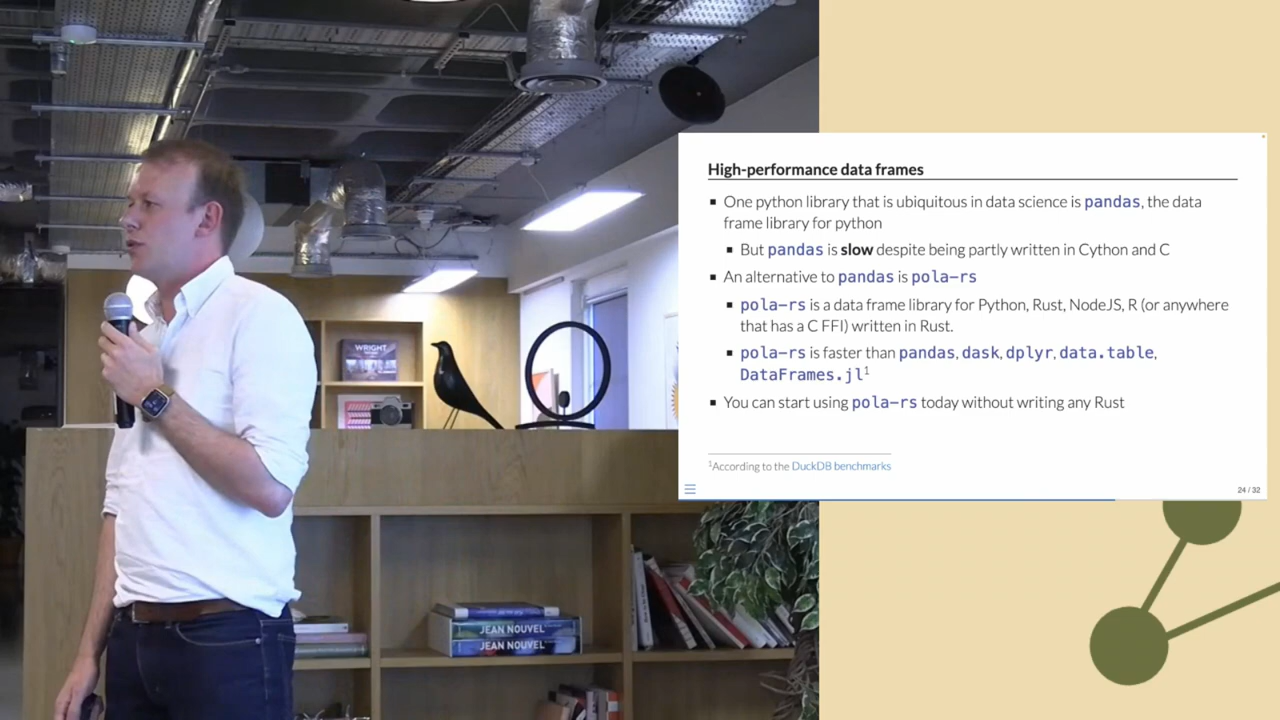 High-performance data frames
▪ One python library that is ubiquitous in data science is pandas, the data
frame library for python
▪ But pandas is slow despite being partly written in Cython and C
▪ An alternative to pandas is pola-rs
▪ pola-rs is a data frame library for Python, Rust, NodeJS, R (or anywhere
that has a C FFI) written in Rust.
▪ pola-rs is faster than pandas, dask, dplyr, data.table,
DataFrames.jl¹
▪ You can start using pola-rs today without writing any Rust
¹According to the DuckDB benchmarks
24 / 32
WRIGHT
JEAN NOUVEL
JEAN NOUVEL